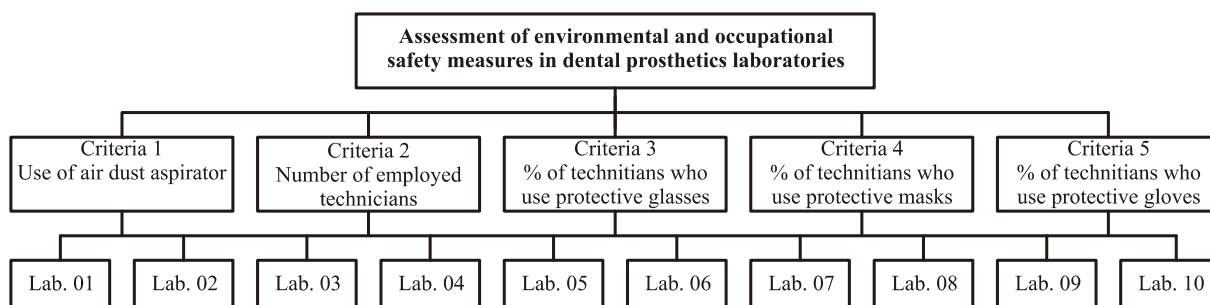 Assessment of environmental and occupational
safety measures in dental prosthetics laboratories
Criteria 1
Use of air dust aspirator
Criteria 2
Number of employed
technicians
Criteria 3
% of technitians who
use protective glasses
Criteria 4
% of technitians who
use protective masks
Criteria 5
% of technitians who
use protective gloves
Lab. 01
Lab. 02
Lab. 03
Lab. 04
Lab. 05
Lab. 06
Lab. 07
Lab. 08
Lab. 09
Lab. 10